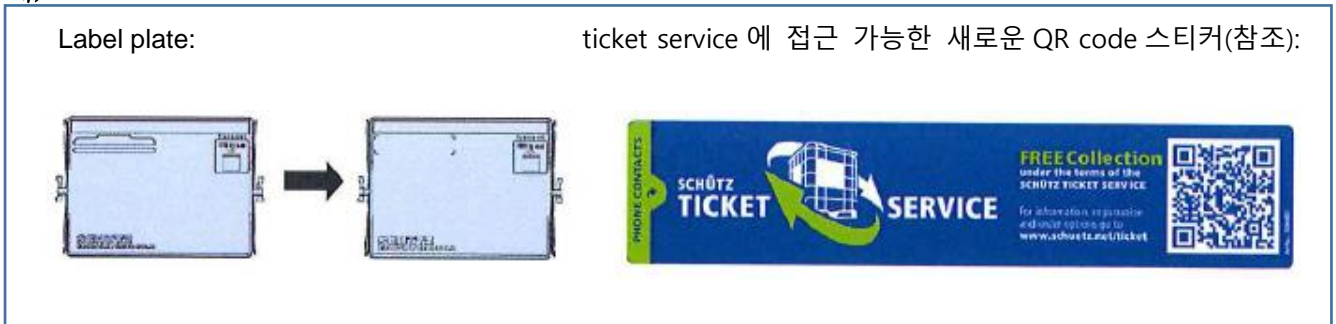 Label plate:
ticket service 에 접근 가능한 새로운 QR code 스티커(참조):
PHONE CONTACTS
SCHÜTZ
TICKET
SERVICE
FREE Collection
under the terms of the
SCHÜTZ TICKET SERVICE
for information, registration
and order options go to
www.schuetz.net/ticket